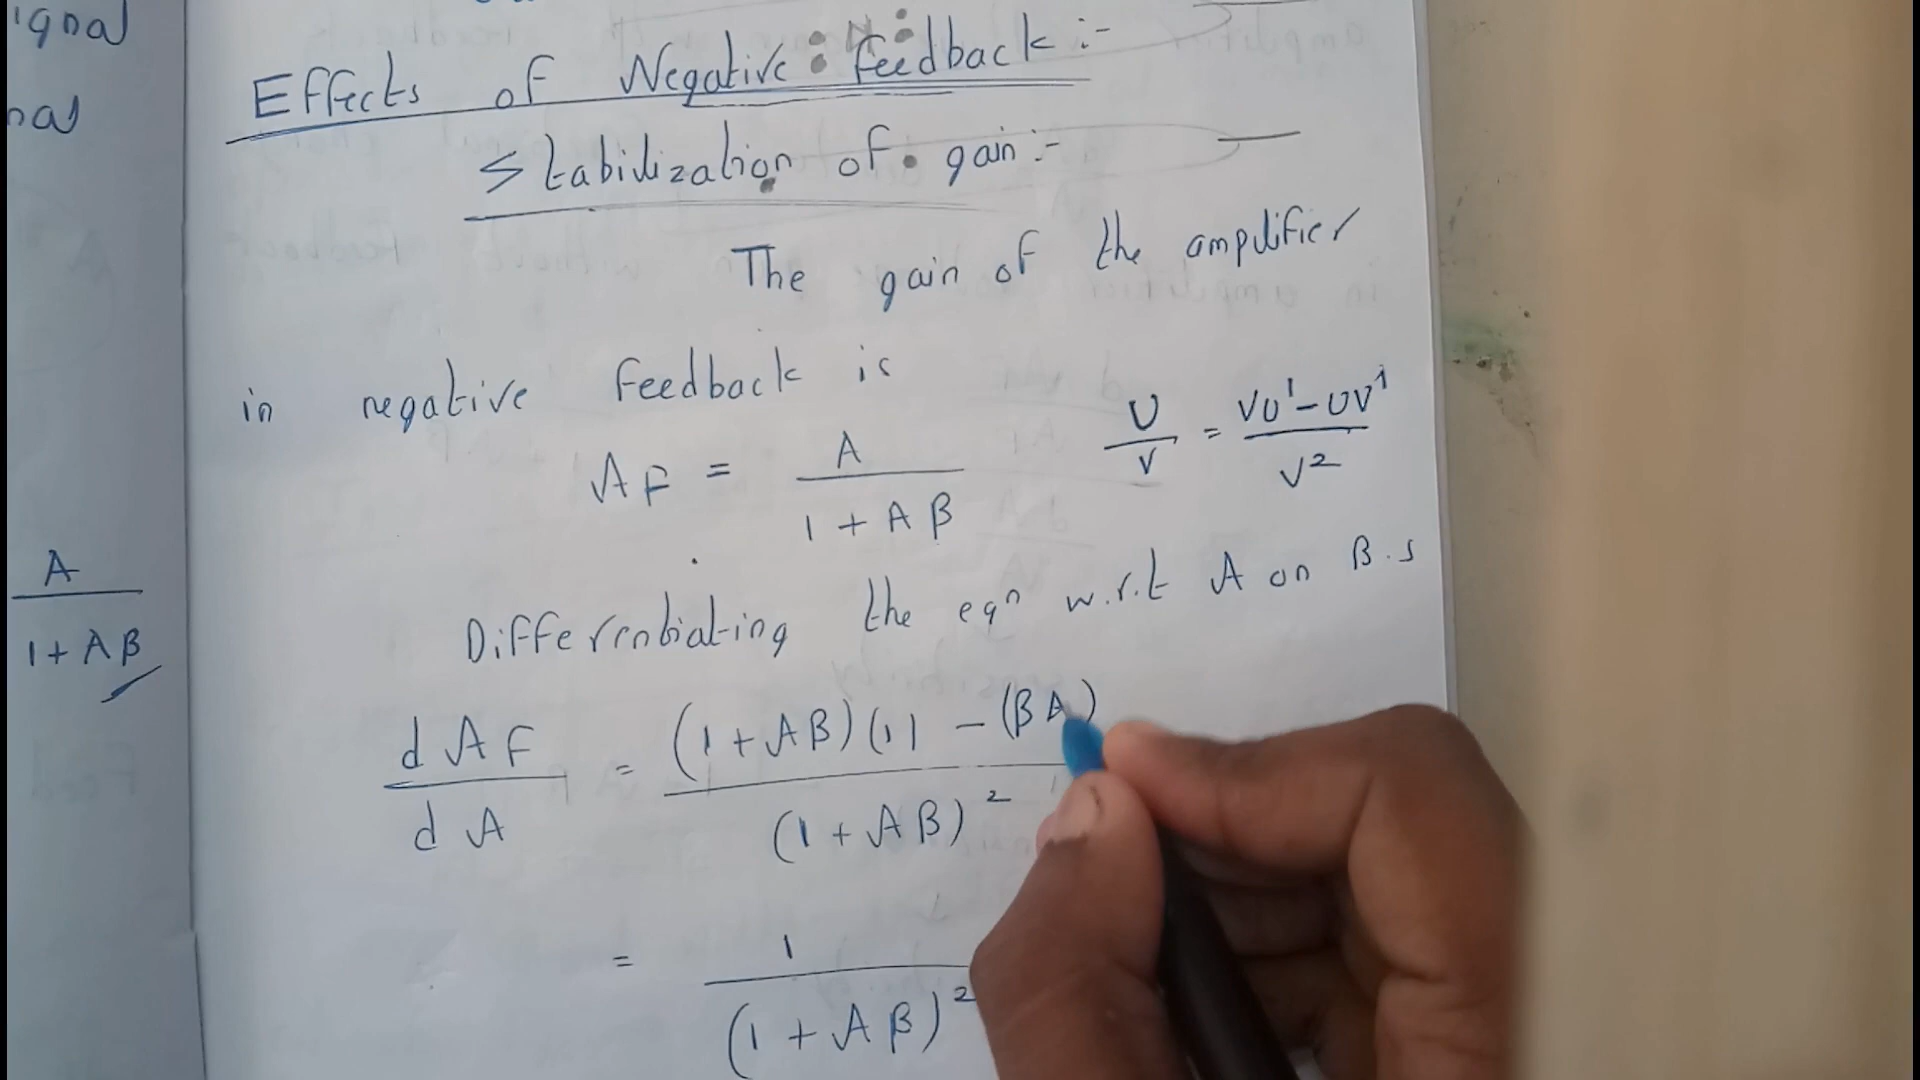 Effects of Negative feedback :-
Stabilization of gain :-
The gain of the amplifier
in negative feedback is
AF = A / 1 + Aβ
U / V = VU' - UV' / V²
Differentiating the eqn w.r.t A on B.S
dAF / dA = (1 + Aβ)(1) - (βA) / (1 + Aβ)²
= 1 / (1 + Aβ)²
A / 1 + Aβ